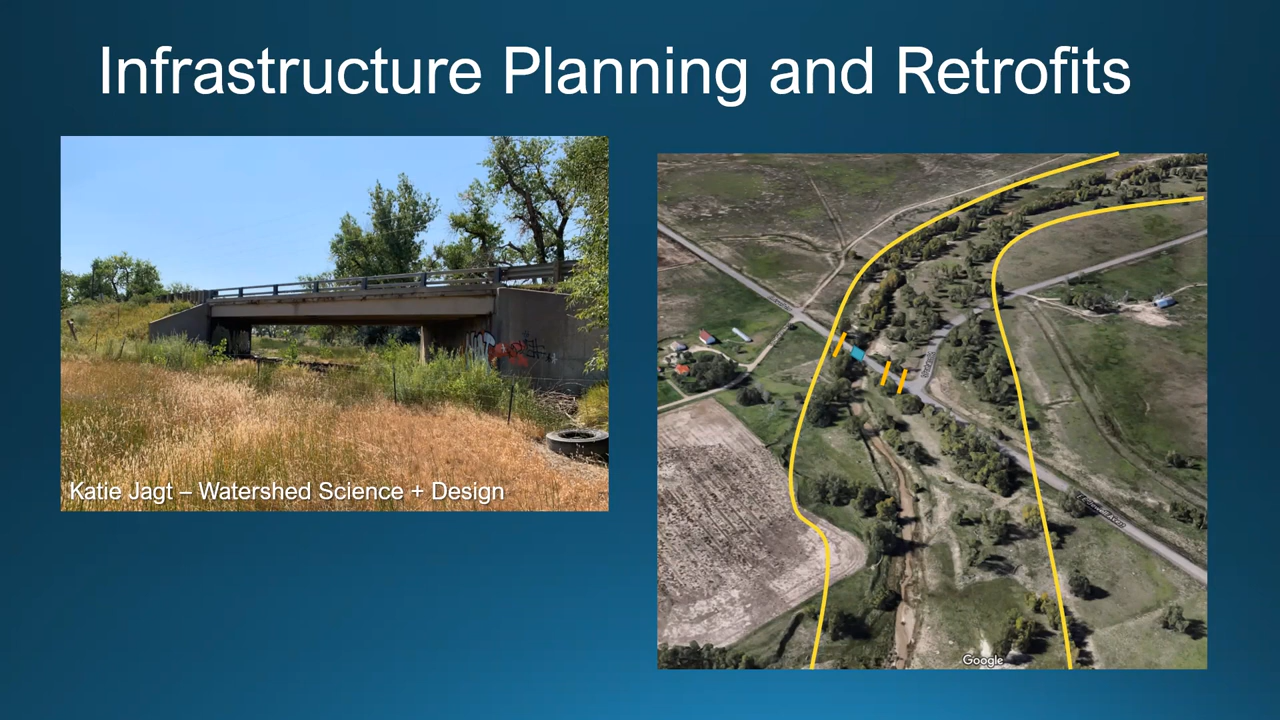 Infrastructure Planning and Retrofits
Katie Jagt – Watershed Science + Design
Google